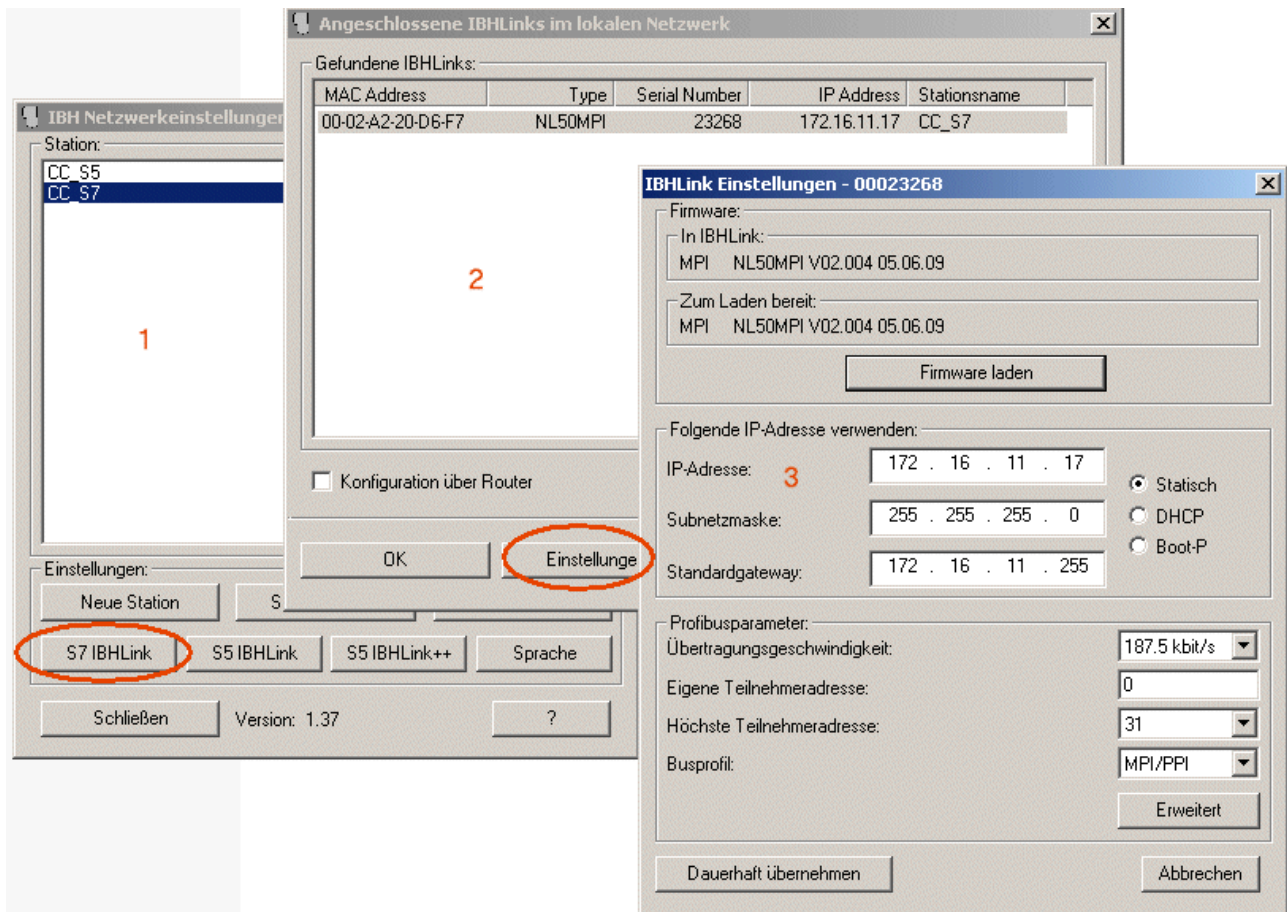 IBH Netzwerkeinstellungen
Station:
CC_S5
CC_S7
1
Einstellungen:
Neue Station
S
S7 IBHLink
S5 IBHLink
S5 IBHLink++
Sprache
Schließen
Version: 1.37
?
Angeschlossene IBHLinks im lokalen Netzwerk
Gefundene IBHLinks:
MAC Address Type Serial Number IP Address Stationsname
00-02-A2-20-D6-F7 NL50MPI 23268 172.16.11.17 CC_S7
2
Konfiguration über Router
OK
Einstellunge
IBHLink Einstellungen - 00023268
Firmware:
In IBHLink:
MPI NL50MPI V02.004 05.06.09
Zum Laden bereit:
MPI NL50MPI V02.004 05.06.09
Firmware laden
Folgende IP-Adresse verwenden:
IP-Adresse: 3 172 . 16 . 11 . 17
Subnetzmaske: 255 . 255 . 255 . 0
Standardgateway: 172 . 16 . 11 . 255
Statisch
DHCP
Boot-P
Profibusparameter:
Übertragungsgeschwindigkeit: 187.5 kbit/s
Eigene Teilnehmeradresse: 0
Höchste Teilnehmeradresse: 31
Busprofil: MPI/PPI
Erweitert
Dauerhaft übernehmen
Abbrechen